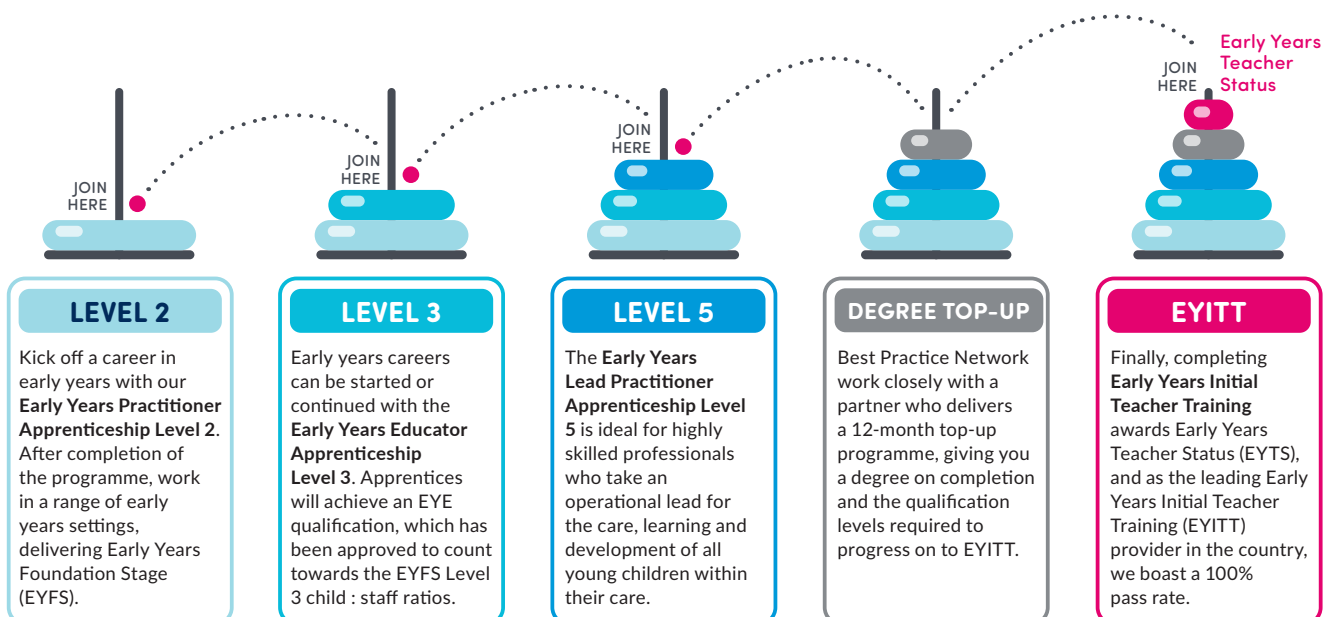 JOIN
HERE
JOIN
HERE
JOIN
HERE
JOIN
HERE
Early Years
Teacher
Status
LEVEL 2
Kick off a career in
early years with our
Early Years Practitioner
Apprenticeship Level 2.
After completion of
the programme, work
in a range of early
years settings,
delivering Early Years
Foundation Stage
(EYFS).
LEVEL 3
Early years careers
can be started or
continued with the
Early Years Educator
Apprenticeship
Level 3. Apprentices
will achieve an EYE
qualification, which has
been approved to count
towards the EYFS Level
3 child : staff ratios.
LEVEL 5
The Early Years
Lead Practitioner
Apprenticeship Level
5 is ideal for highly
skilled professionals
who take an
operational lead for
the care, learning and
development of all
young children within
their care.
DEGREE TOP-UP
Best Practice Network
work closely with a
partner who delivers
a 12-month top-up
programme, giving you
a degree on completion
and the qualification
levels required to
progress on to EYITT.
EYITT
Finally, completing
Early Years Initial
Teacher Training
awards Early Years
Teacher Status (EYTS),
and as the leading Early
Years Initial Teacher
Training (EYITT)
provider in the country,
we boast a 100%
pass rate.